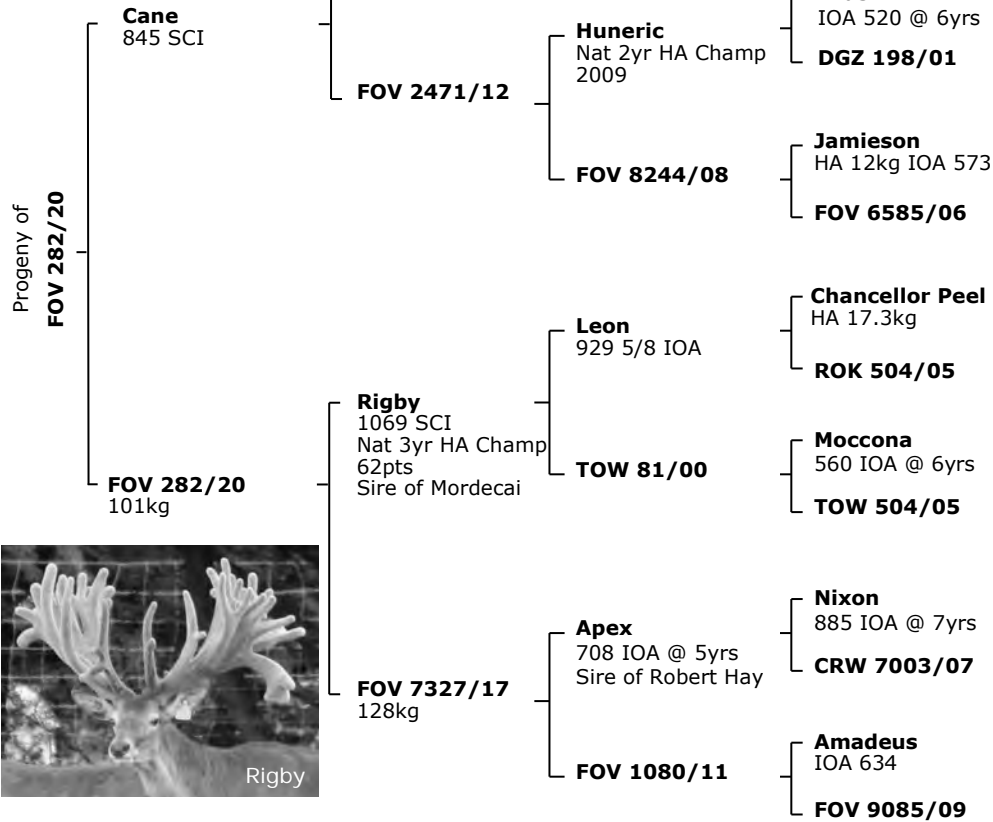 Progeny of
FOV 282/20
Cane
845 SCI
FOV 282/20
101kg
FOV 2471/12
Rigby
1069 SCI
Nat 3yr HA Champ
62pts
Sire of Mordecai
FOV 7327/17
128kg
Huneric
Nat 2yr HA Champ
2009
FOV 8244/08
Leon
929 5/8 IOA
TOW 81/00
Apex
708 IOA @ 5yrs
Sire of Robert Hay
FOV 1080/11
IOA 520 @ 6yrs
DGZ 198/01
Jamieson
HA 12kg IOA 573
FOV 6585/06
Chancellor Peel
HA 17.3kg
ROK 504/05
Moccona
560 IOA @ 6yrs
TOW 504/05
Nixon
885 IOA @ 7yrs
CRW 7003/07
Amadeus
IOA 634
FOV 9085/09
Rigby